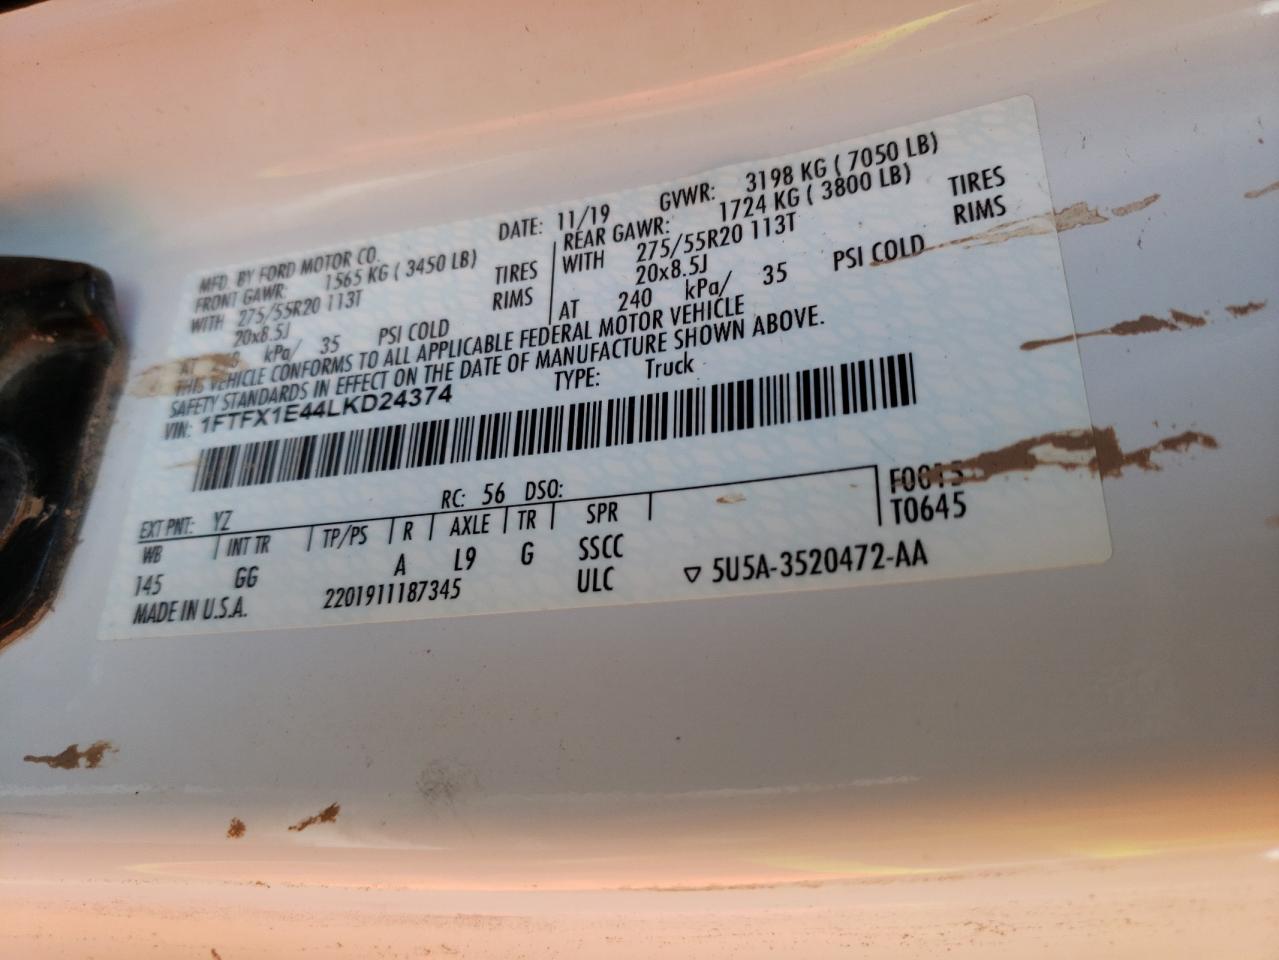 MFD. BY FORD MOTOR CO. DATE: 11/19 GVWR: 3198 KG ( 7050 LB)
FRONT GAWR: 1565 KG ( 3450 LB) REAR GAWR: 1724 KG ( 3800 LB)
WITH 275/55R20 113T TIRES WITH 275/55R20 113T TIRES
20x8.5J RIMS 20x8.5J RIMS
AT kPa/ 35 PSI COLD AT 240 kPa/ 35 PSI COLD
THIS VEHICLE CONFORMS TO ALL APPLICABLE FEDERAL MOTOR VEHICLE
SAFETY STANDARDS IN EFFECT ON THE DATE OF MANUFACTURE SHOWN ABOVE.
VIN: 1FTFX1E44LKD24374 TYPE: Truck
EXT PNT: YZ RC: 56 DSO:
WB INT TR TP/PS R AXLE TR SPR
145 GG A L9 G SSCC
T0645
MADE IN U.S.A. 2201911187345 ULC ▽ 5U5A-3520472-AA